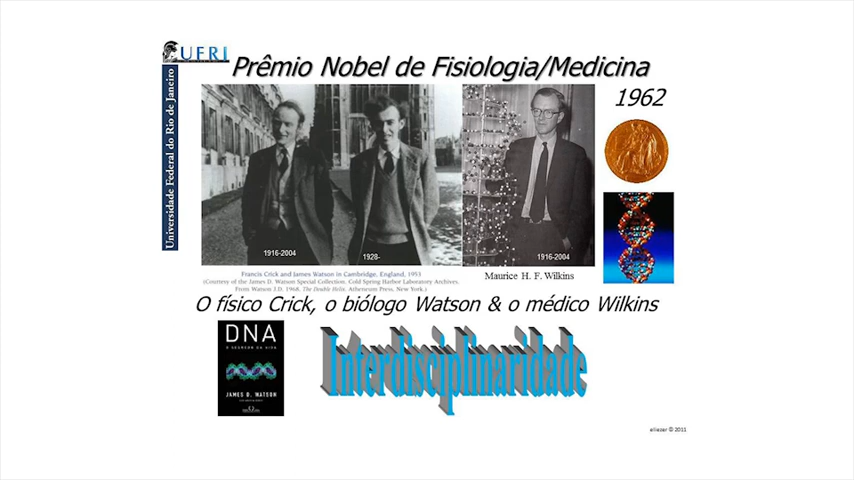 UFRJ
Universidade Federal do Rio de Janeiro
Prêmio Nobel de Fisiologia/Medicina
1962
1916-2004
1928-
1916-2004
Francis Crick and James Watson in Cambridge, England, 1953
(Courtesy of the James D. Watson Special Collection, Cold Spring Harbor Laboratory Archives.
From Watson J.D. 1968, The Double Helix. Atheneum Press, New York.)
Maurice H. F. Wilkins
O físico Crick, o biólogo Watson & o médico Wilkins
DNA
O SEGREDO DA VIDA
JAMES D. WATSON
Interdisciplinaridade
eliezer © 2011